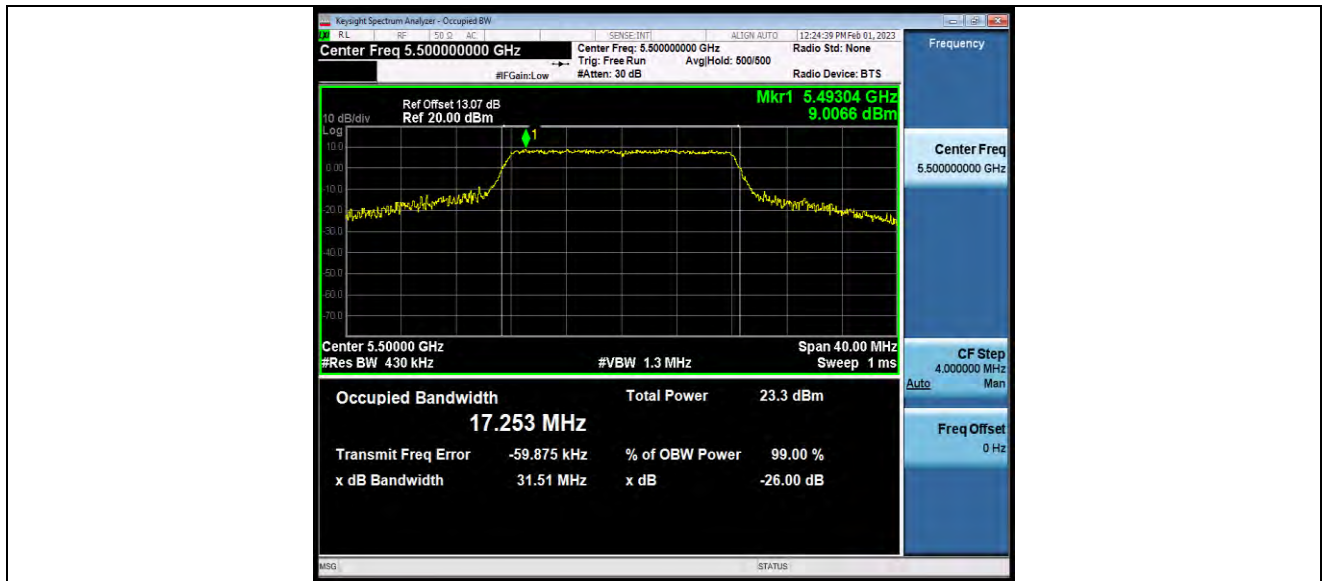 Keysight Spectrum Analyzer - Occupied BW
RL RF 50 Ω AC SENSE:INT ALIGN AUTO 12:24:39 PM Feb 01, 2023
Center Freq 5.500000000 GHz
Center Freq: 5.500000000 GHz
Radio Std: None
Trig: Free Run Avg|Hold: 500/500
#IFGain:Low
#Atten: 30 dB
Radio Device: BTS
Frequency
Mkr1 5.49304 GHz
9.0066 dBm
Ref Offset 13.07 dB
10 dB/div Ref 20.00 dBm
Log
1
10.0
0.00
-10.0
-20.0
-30.0
-40.0
-50.0
-60.0
-70.0
Center 5.50000 GHz Span 40.00 MHz
#Res BW 430 kHz #VBW 1.3 MHz Sweep 1 ms
Center Freq
5.500000000 GHz
CF Step
4.000000 MHz
Auto Man
Freq Offset
0 Hz
Occupied Bandwidth Total Power 23.3 dBm
17.253 MHz
Transmit Freq Error -59.875 kHz % of OBW Power 99.00 %
x dB Bandwidth 31.51 MHz x dB -26.00 dB
MSG STATUS